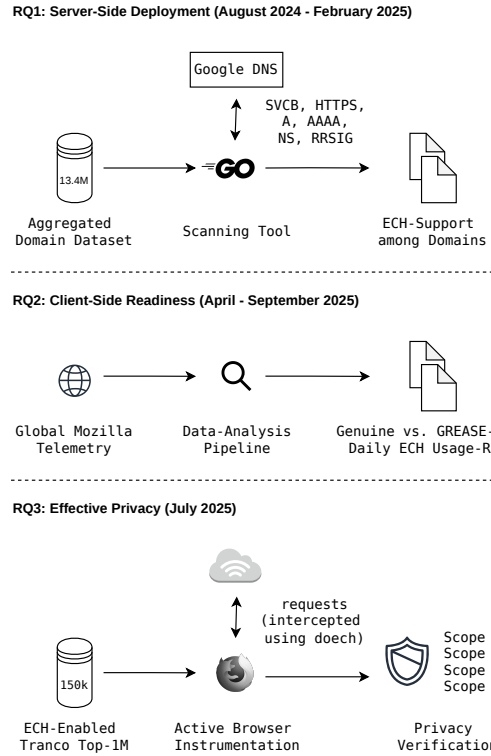 RQ1: Server-Side Deployment (August 2024 - February 2025)
Google DNS
SVCB, HTTPS,
A, AAAA,
NS, RRSIG
13.4M
GO
Aggregated
Domain Dataset
Scanning Tool
ECH-Support
among Domains
RQ2: Client-Side Readiness (April - September 2025)
Global Mozilla
Telemetry
Data-Analysis
Pipeline
Genuine vs. GREASE-
Daily ECH Usage-R
RQ3: Effective Privacy (July 2025)
requests
(intercepted
using doech)
150k
Scope
Scope
Scope
Scope
ECH-Enabled
Tranco Top-1M
Active Browser
Instrumentation
Privacy
Verification